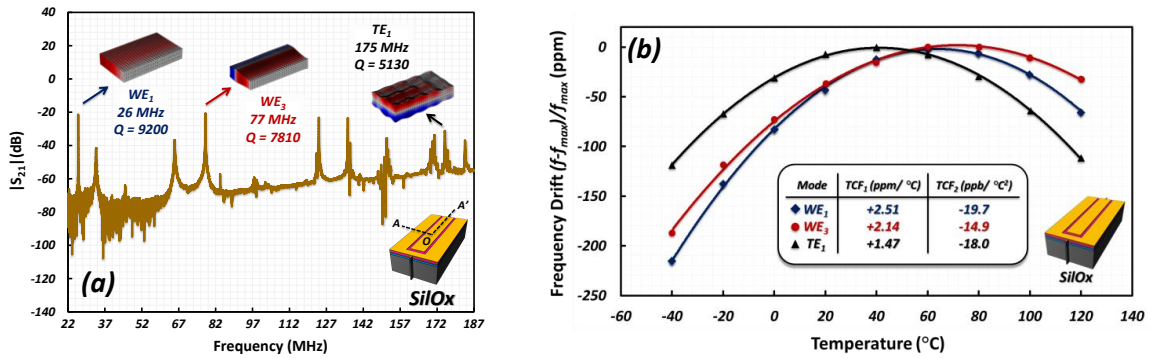 40
20
0
-20
-40
-60
-80
-100
-120
-140
|S21| (dB)
WE1
26 MHz
Q = 9200
WE3
77 MHz
Q = 7810
TE1
175 MHz
Q = 5130
A
A'
O
SilOx
(a)
22 37 52 67 82 97 112 127 142 157 172 187
Frequency (MHz)
(b)
50
0
-50
-100
-150
-200
-250
Frequency Drift (f-fmax)/fmax (ppm)
Mode TCF1 (ppm/ °C) TCF2 (ppb/ °C²)
WE1 +2.51 -19.7
WE3 +2.14 -14.9
TE1 +1.47 -18.0
SilOx
-60 -40 -20 0 20 40 60 80 100 120 140
Temperature (°C)